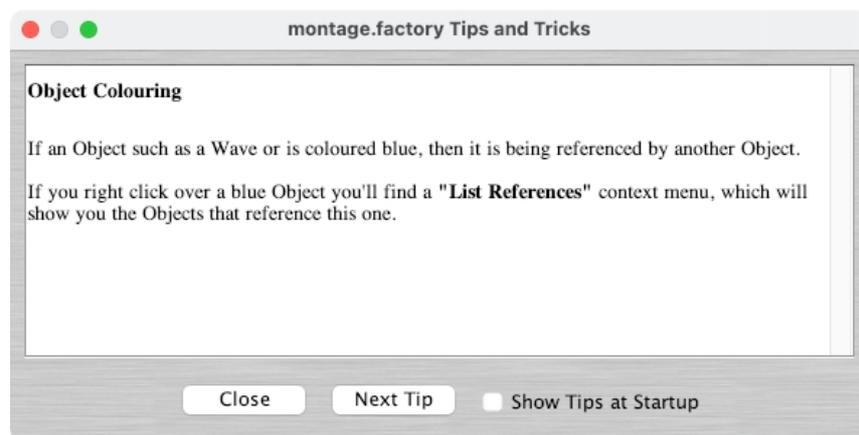 montage.factory Tips and Tricks
Object Colouring
If an Object such as a Wave or is coloured blue, then it is being referenced by another Object.
If you right click over a blue Object you'll find a "List References" context menu, which will
show you the Objects that reference this one.
Close Next Tip Show Tips at Startup